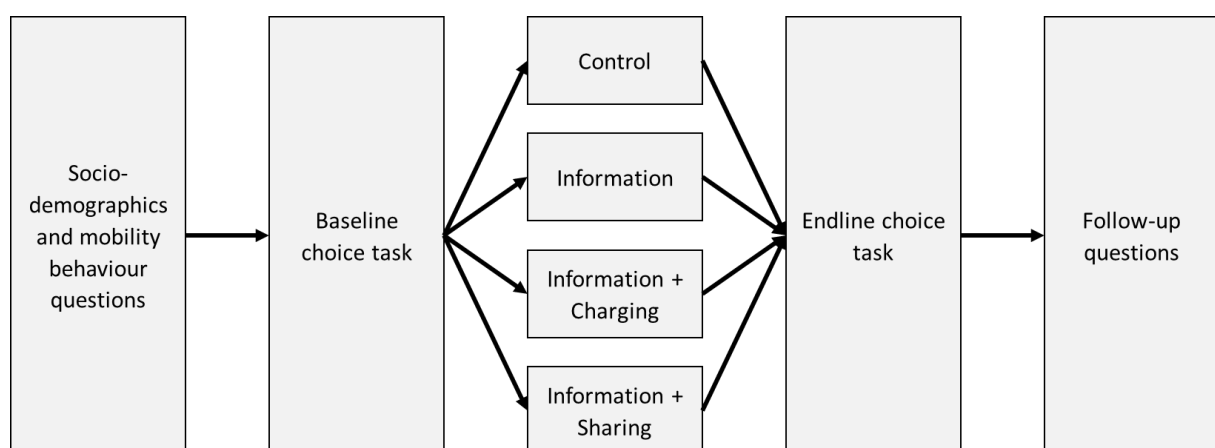 Socio-
demographics
and mobility
behaviour
questions
Baseline
choice task
Control
Information
Information +
Charging
Information +
Sharing
Endline choice
task
Follow-up
questions